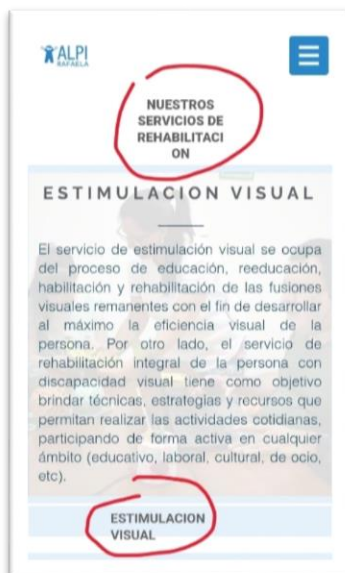 ALPI
RAFAELA
NUESTROS
SERVICIOS DE
REHABILITACI
ON
ESTIMULACION VISUAL
El servicio de estimulación visual se ocupa
del proceso de educación, reeducación,
habilitación y rehabilitación de las fusiones
visuales remanentes con el fin de desarrollar
al máximo la eficiencia visual de la
persona. Por otro lado, el servicio de
rehabilitación integral de la persona con
discapacidad visual tiene como objetivo
brindar técnicas, estrategias y recursos que
permitan realizar las actividades cotidianas,
participando de forma activa en cualquier
ámbito (educativo, laboral, cultural, de ocio,
etc).
ESTIMULACION
VISUAL